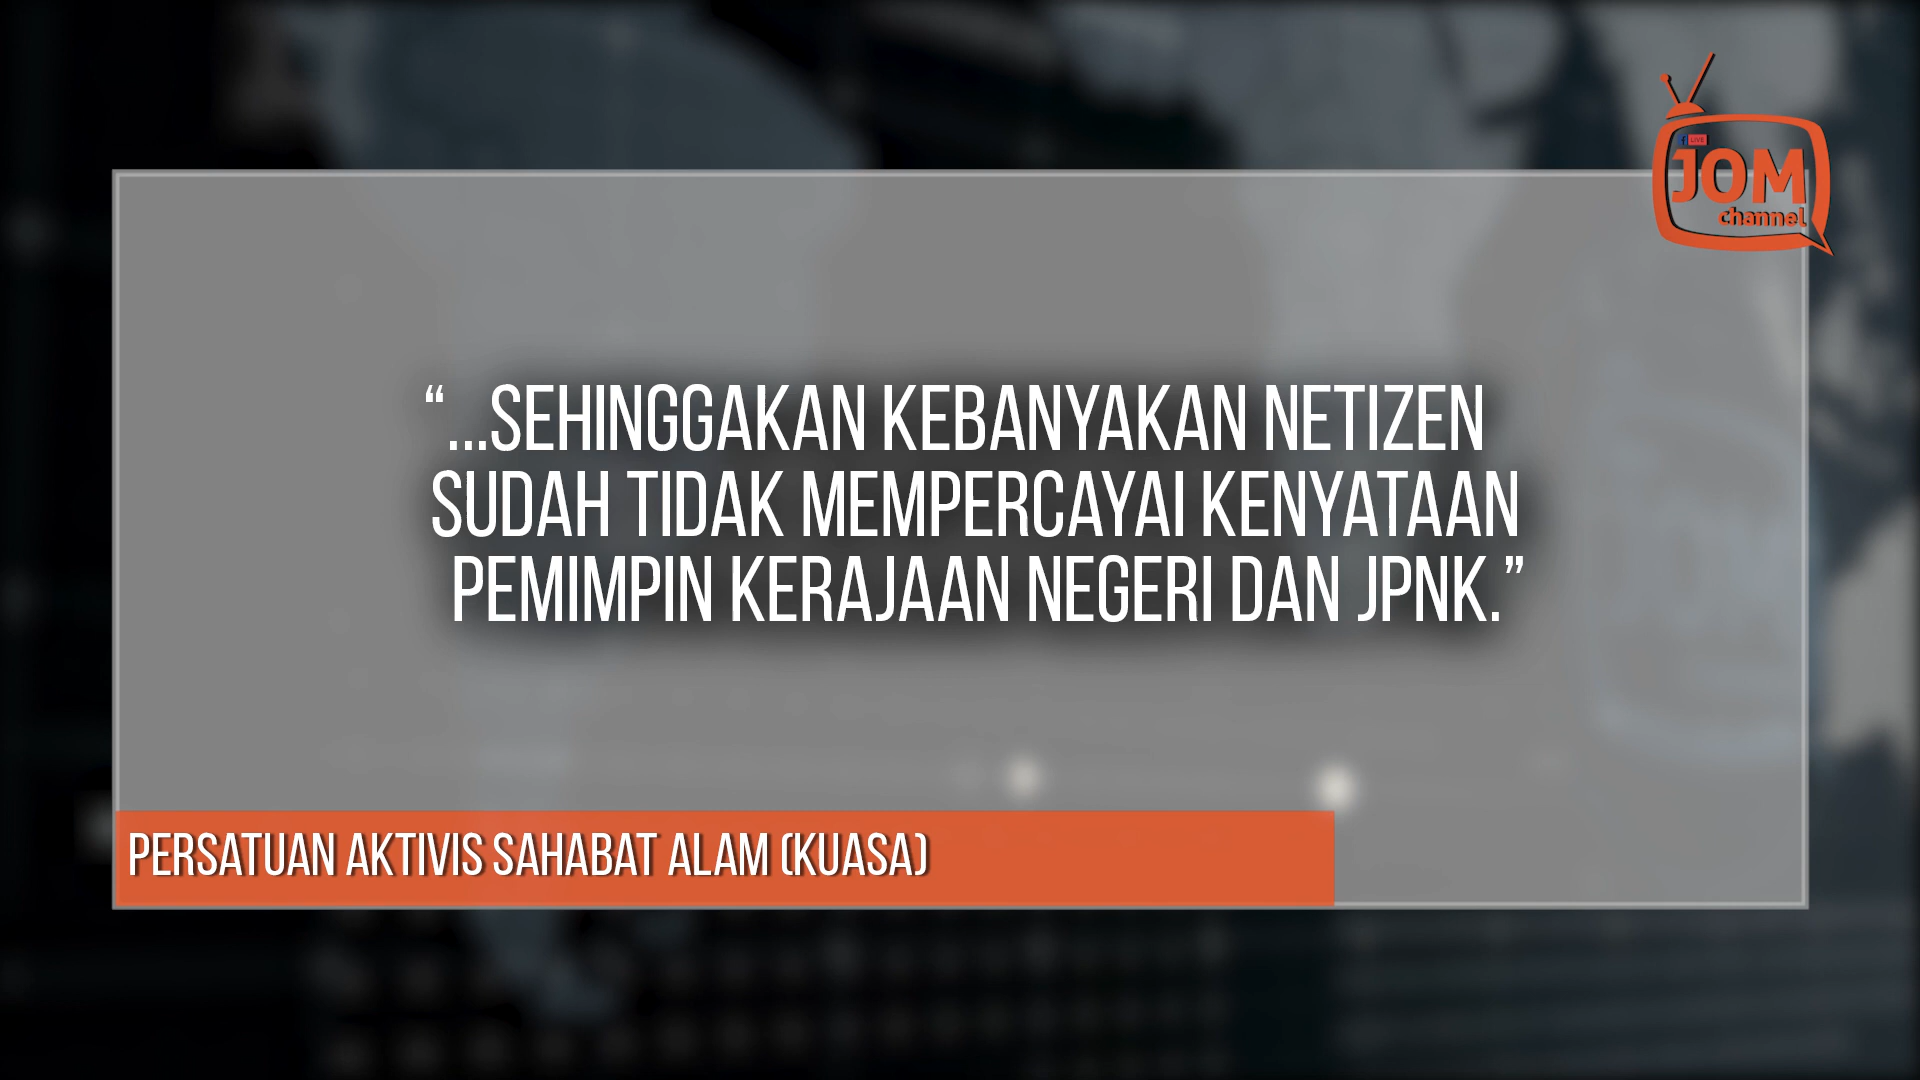 LIVE
JOM
channel
“...SEHINGGAKAN KEBANYAKAN NETIZEN
SUDAH TIDAK MEMPERCAYAI KENYATAAN
PEMIMPIN KERAJAAN NEGERI DAN JPNK.”
PERSATUAN AKTIVIS SAHABAT ALAM (KUASA)